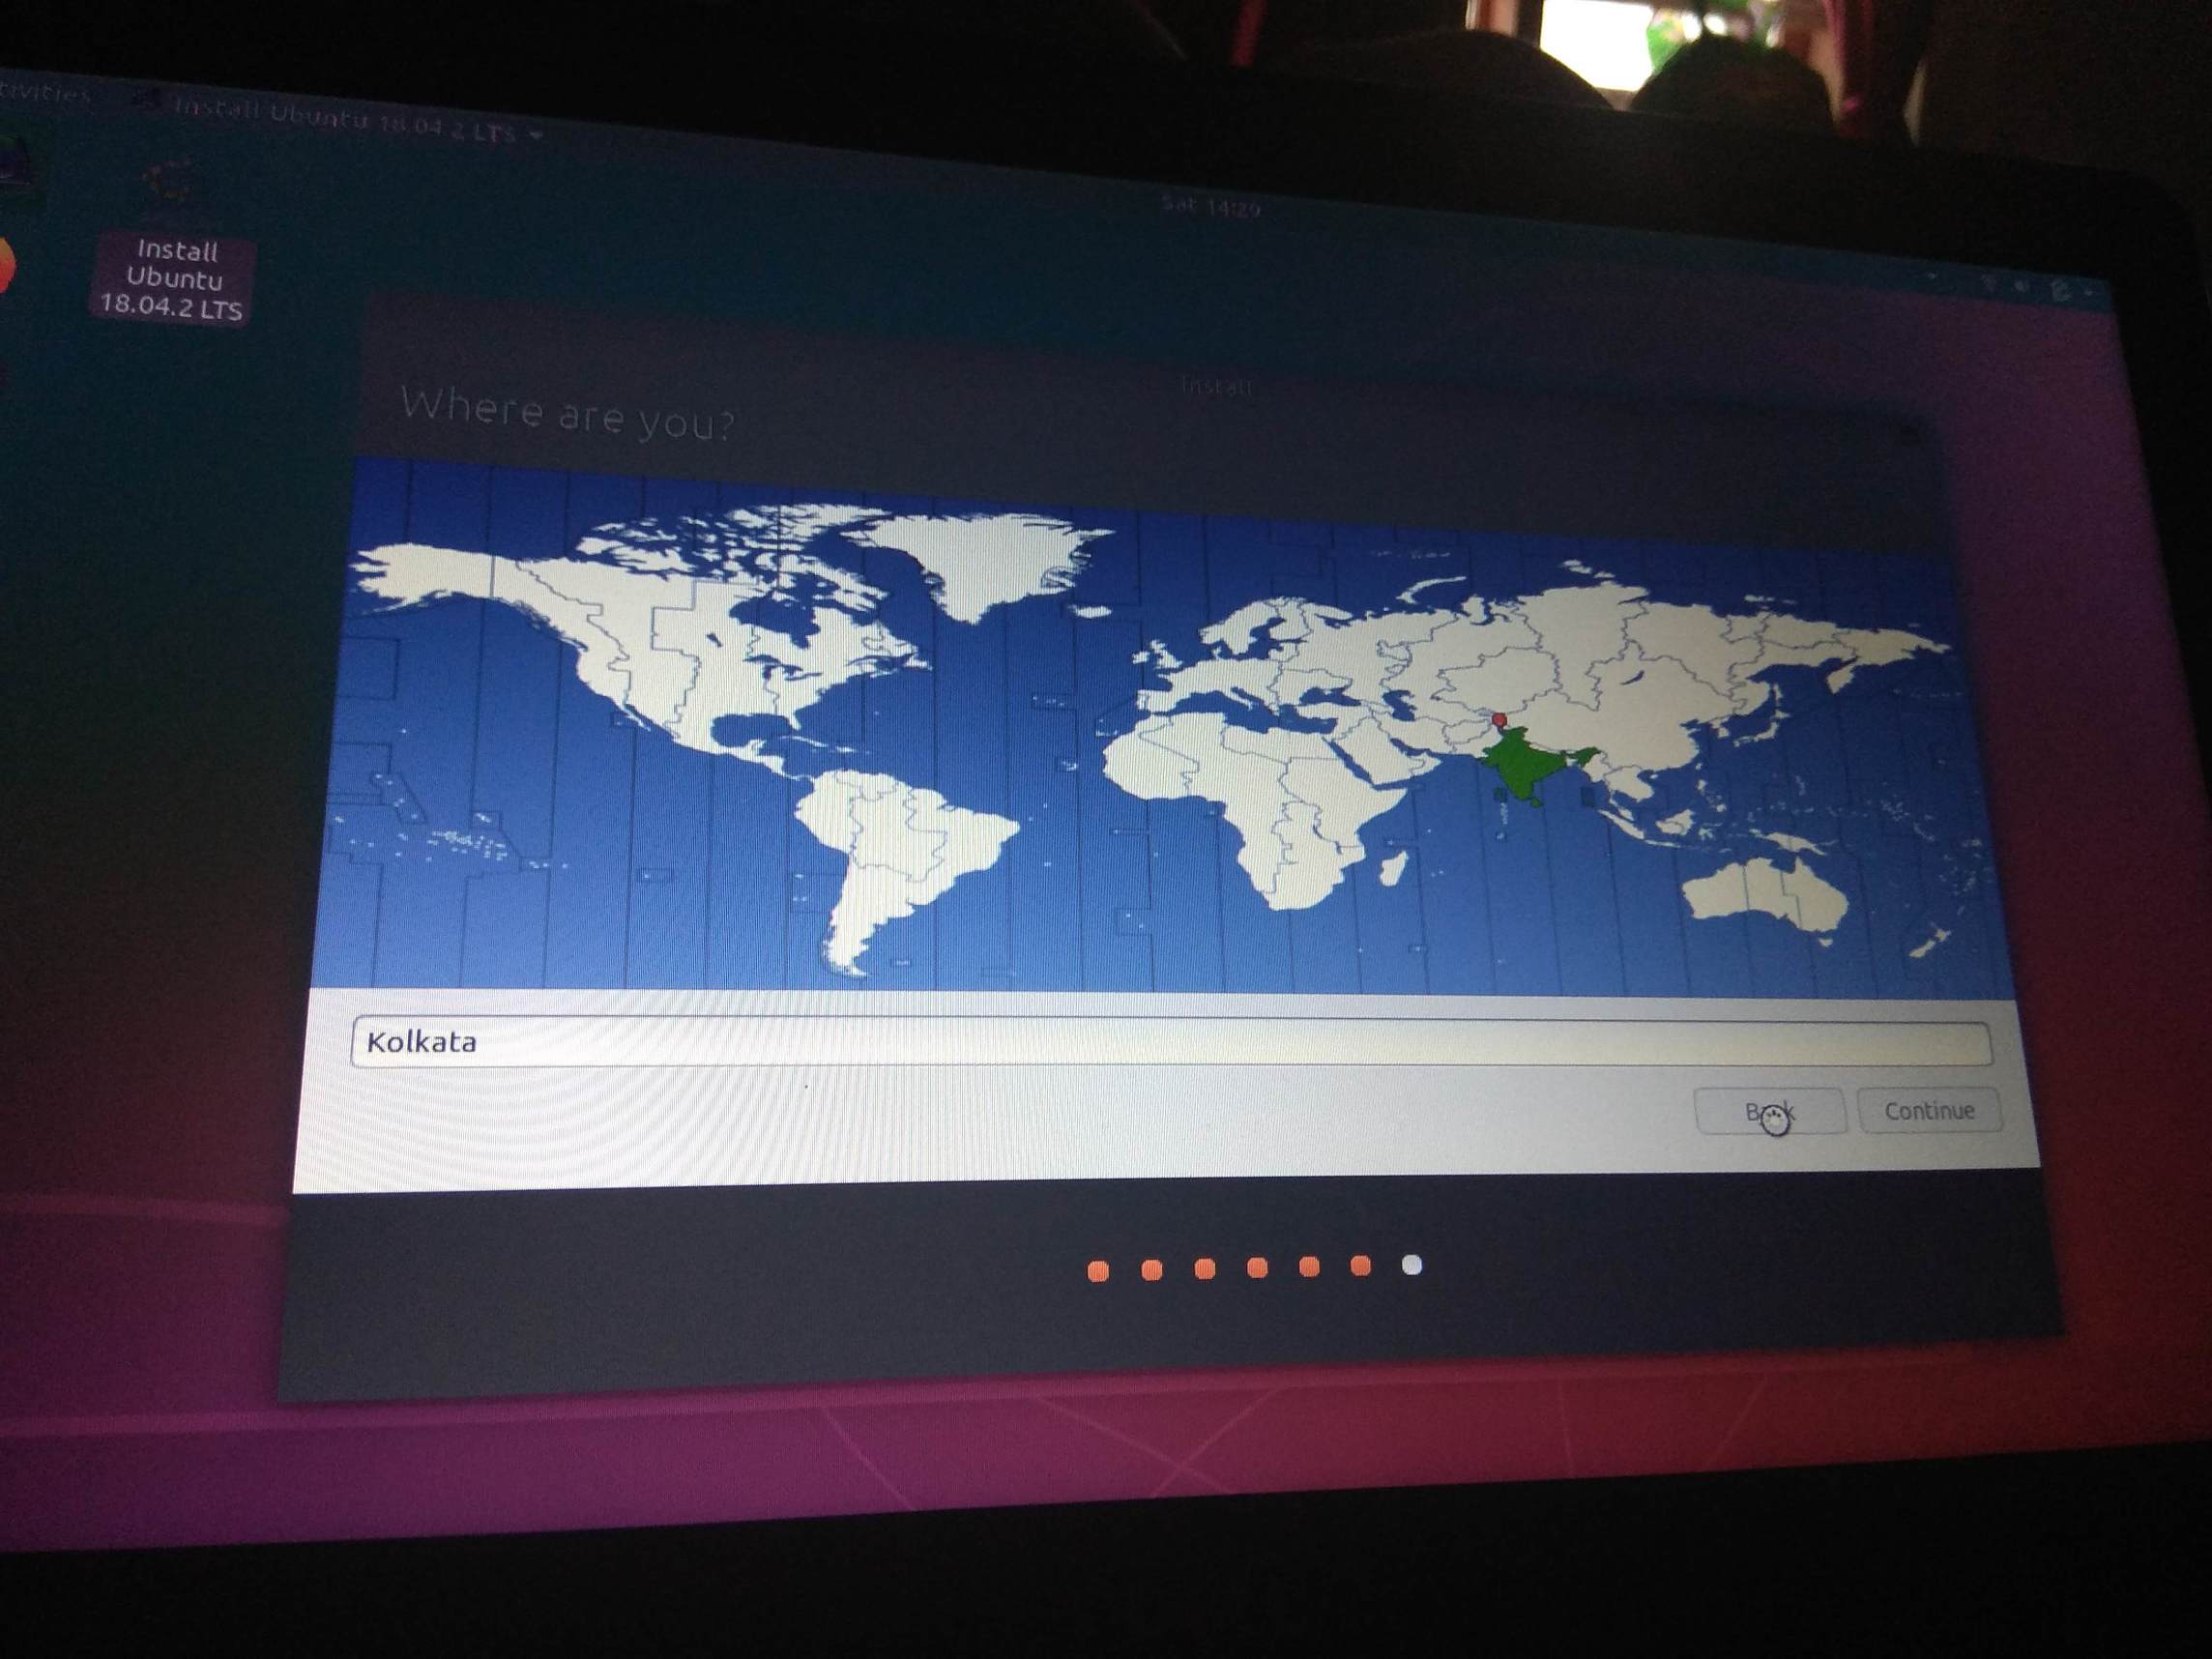 tivities
Install Ubuntu 18.04.2 LTS
Sat 14:29
Install
Ubuntu
18.04.2 LTS
Install
Where are you?
Kolkata
Back
Continue